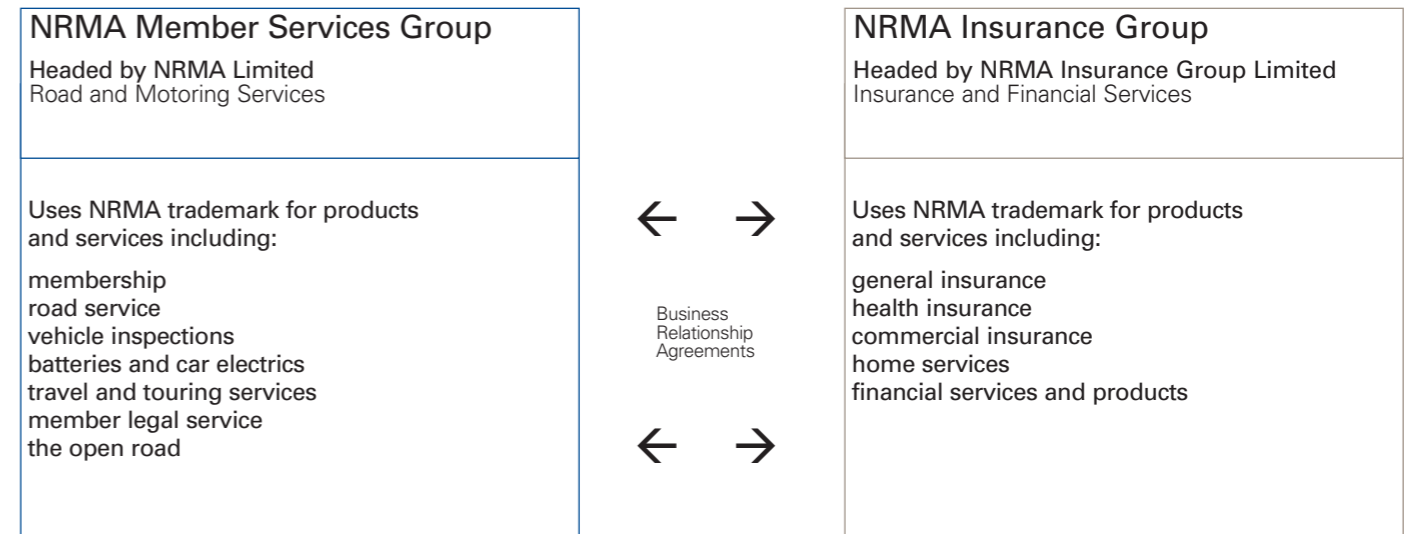 NRMA Member Services Group
Headed by NRMA Limited
Road and Motoring Services
Uses NRMA trademark for products
and services including:
membership
road service
vehicle inspections
batteries and car electrics
travel and touring services
member legal service
the open road
Business
Relationship
Agreements
NRMA Insurance Group
Headed by NRMA Insurance Group Limited
Insurance and Financial Services
Uses NRMA trademark for products
and services including:
general insurance
health insurance
commercial insurance
home services
financial services and products